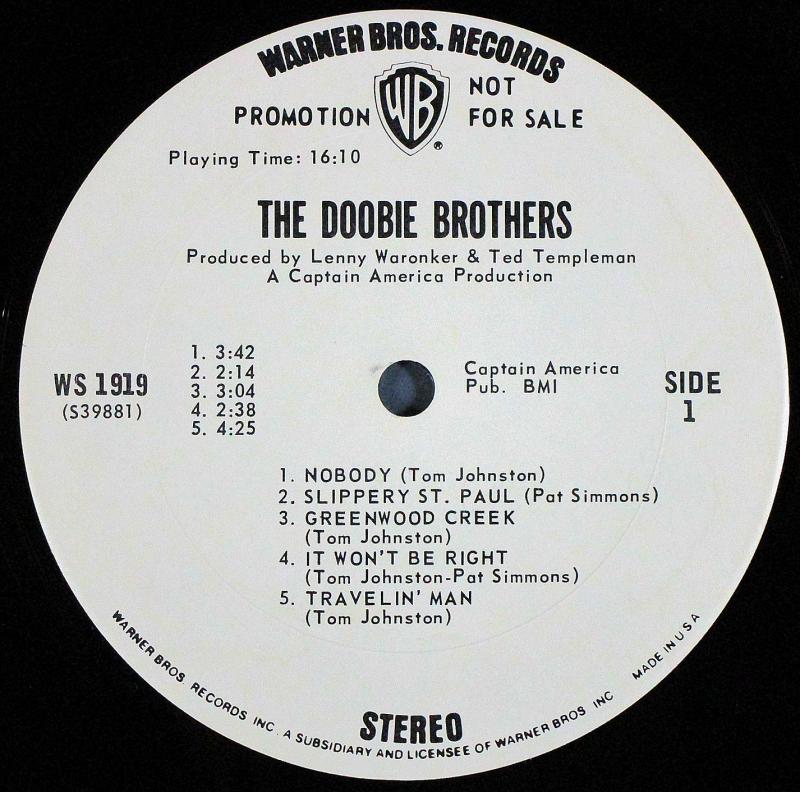 WARNER BROS. RECORDS
WB
®
PROMOTION
NOT
FOR SALE
Playing Time: 16:10
THE DOOBIE BROTHERS
Produced by Lenny Waronker & Ted Templeman
A Captain America Production
WS 1919
(S39881)
1. 3:42
2. 2:14
3. 3:04
4. 2:38
5. 4:25
Captain America
Pub. BMI
SIDE
1
1. NOBODY (Tom Johnston)
2. SLIPPERY ST. PAUL (Pat Simmons)
3. GREENWOOD CREEK
(Tom Johnston)
4. IT WON'T BE RIGHT
(Tom Johnston-Pat Simmons)
5. TRAVELIN' MAN
(Tom Johnston)
STEREO
WARNER BROS. RECORDS INC. A SUBSIDIARY AND LICENSEE OF WARNER BROS INC
MADE IN USA